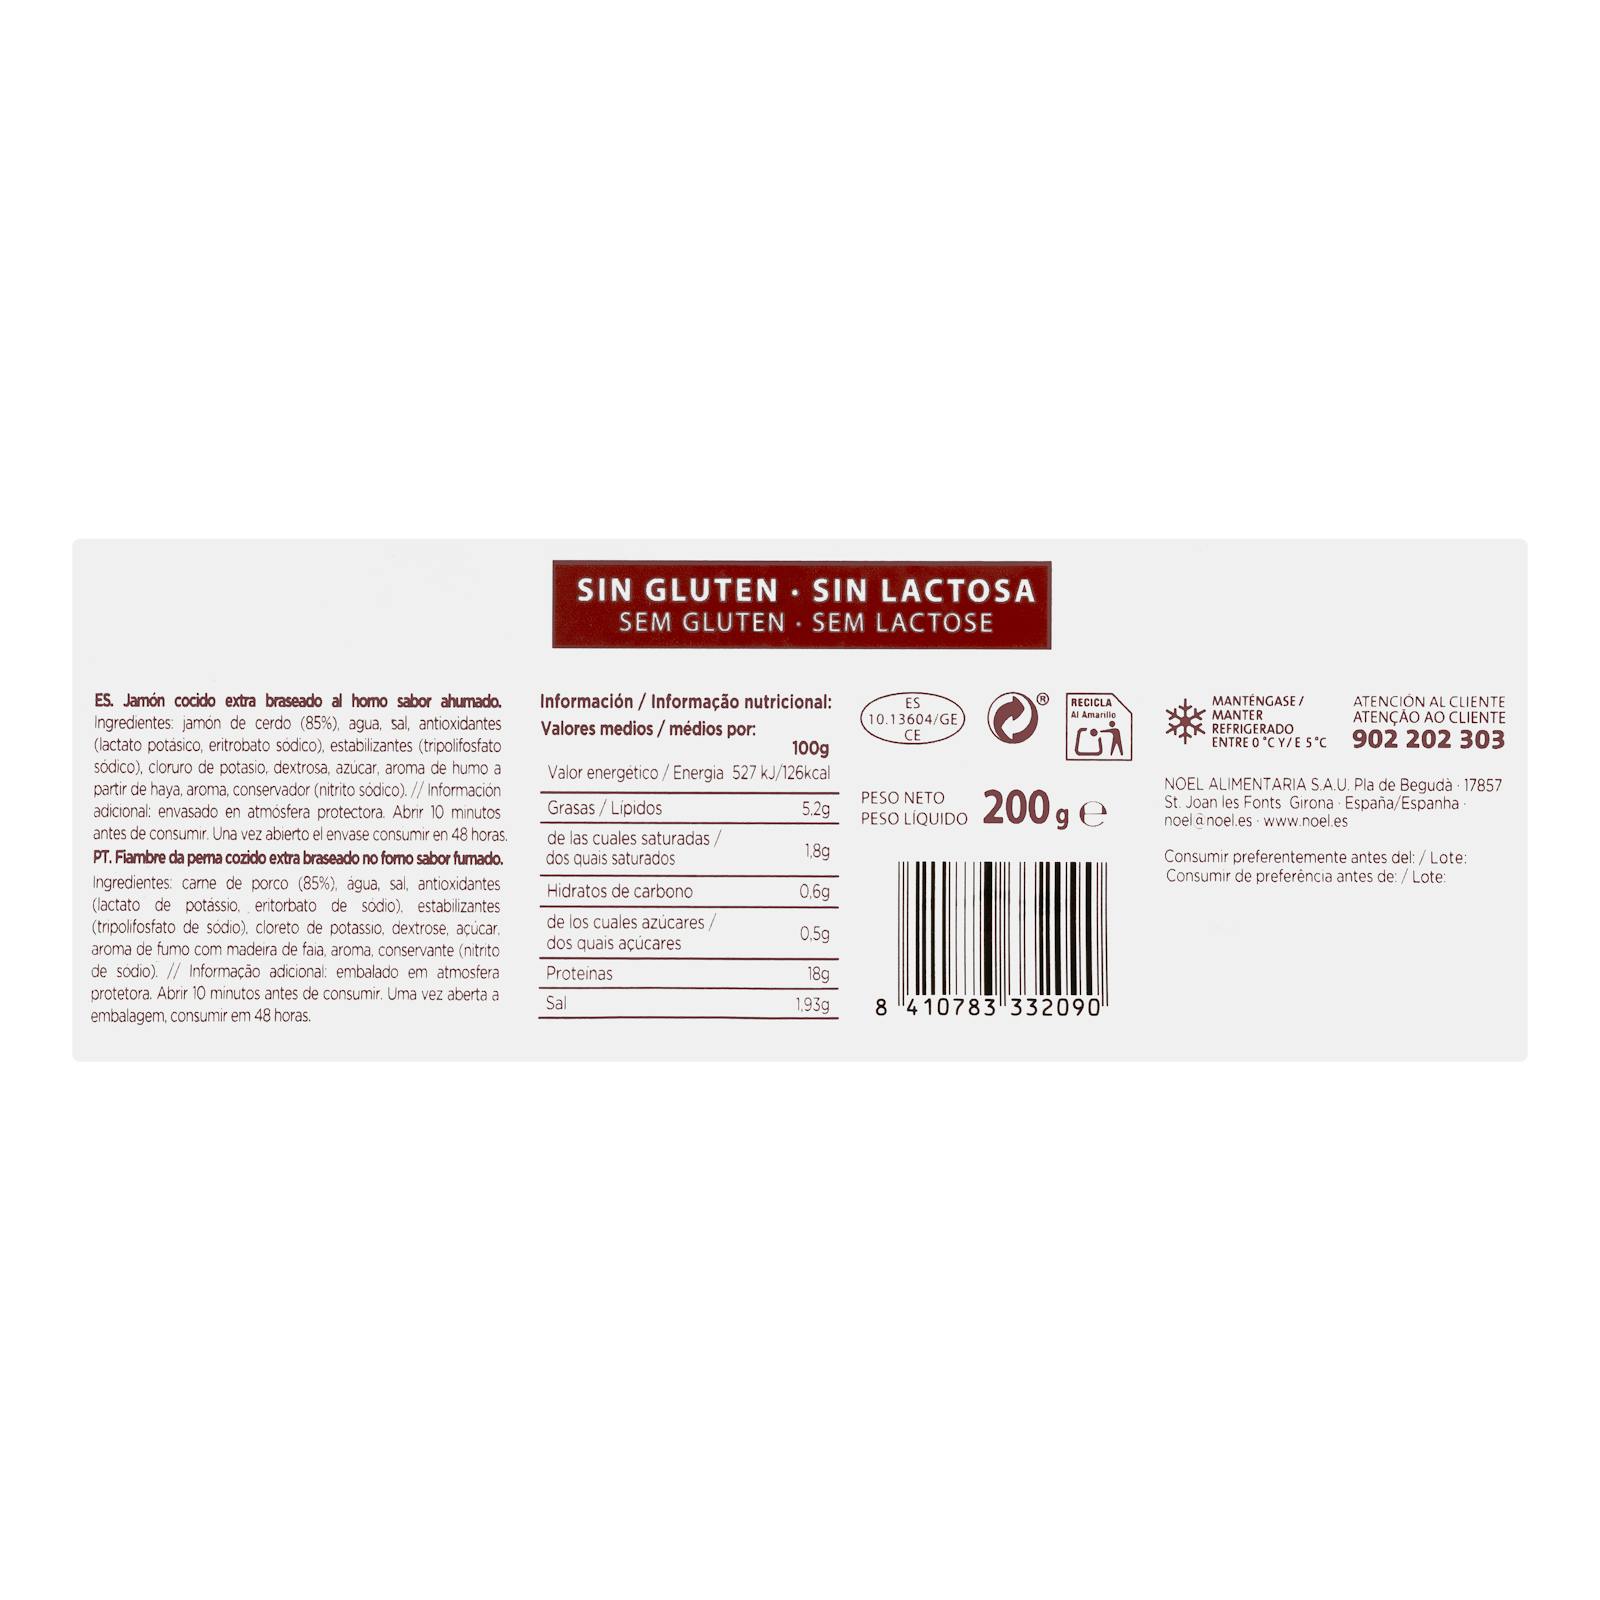 SIN GLUTEN · SIN LACTOSA
SEM GLUTEN · SEM LACTOSE
ES. Jamón cocido extra braseado al horno sabor ahumado.
Ingredientes: jamón de cerdo (85%), agua, sal, antioxidantes
(lactato potásico, eritrobato sódico), estabilizantes (tripolifosfato
sódico), cloruro de potasio, dextrosa, azúcar, aroma de humo a
partir de haya, aroma, conservador (nitrito sódico). // Información
adicional: envasado en atmósfera protectora. Abrir 10 minutos
antes de consumir. Una vez abierto el envase consumir en 48 horas.
PT. Fiambre da perna cozido extra braseado no forno sabor fumado.
Ingredientes: carne de porco (85%), água, sal, antioxidantes
(lactato de potássio, eritorbato de sódio), estabilizantes
(tripolifosfato de sódio), cloreto de potassio, dextrose, açúcar,
aroma de fumo com madeira de faia, aroma, conservante (nitrito
de sódio). // Informação adicional: embalado em atmosfera
protetora. Abrir 10 minutos antes de consumir. Uma vez aberta a
embalagem, consumir em 48 horas.
Información / Informação nutricional:
Valores medios / médios por:
100g
Valor energético / Energia 527 kJ/126kcal
Grasas / Lípidos 5,2g
de las cuales saturadas /
dos quais saturados 1,8g
Hidratos de carbono 0,6g
de los cuales azúcares /
dos quais açúcares 0,5g
Proteínas 18g
Sal 1,93g
ES
10.13604/GE
CE
®
RECICLA
Al Amarillo
PESO NETO
PESO LÍQUIDO 200 g e
8 410783 332090
MANTÉNGASE /
MANTER
REFRIGERADO
ENTRE 0 °C Y/E 5 °C
ATENCIÓN AL CLIENTE
ATENÇÃO AO CLIENTE
902 202 303
NOEL ALIMENTARIA S.A.U. Pla de Begudà · 17857
St. Joan les Fonts Girona · España/Espanha ·
noel@noel.es · www.noel.es
Consumir preferentemente antes del: / Lote:
Consumir de preferência antes de: / Lote: